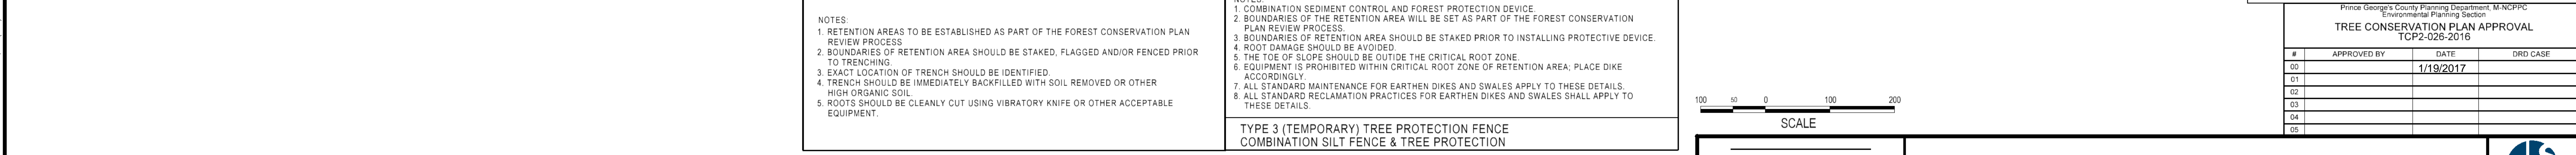 NOTES:
1. RETENTION AREAS TO BE ESTABLISHED AS PART OF THE FOREST CONSERVATION PLAN
REVIEW PROCESS
2. BOUNDARIES OF RETENTION AREA SHOULD BE STAKED, FLAGGED AND/OR FENCED PRIOR
TO TRENCHING.
3. EXACT LOCATION OF TRENCH SHOULD BE IDENTIFIED.
4. TRENCH SHOULD BE IMMEDIATELY BACKFILLED WITH SOIL REMOVED OR OTHER
HIGH ORGANIC SOIL.
5. ROOTS SHOULD BE CLEANLY CUT USING VIBRATORY KNIFE OR OTHER ACCEPTABLE
EQUIPMENT.
NOTES:
1. COMBINATION SEDIMENT CONTROL AND FOREST PROTECTION DEVICE.
2. BOUNDARIES OF THE RETENTION AREA WILL BE SET AS PART OF THE FOREST CONSERVATION
PLAN REVIEW PROCESS.
3. BOUNDARIES OF RETENTION AREA SHOULD BE STAKED PRIOR TO INSTALLING PROTECTIVE DEVICE.
4. ROOT DAMAGE SHOULD BE AVOIDED.
5. THE TOE OF SLOPE SHOULD BE OUTIDE THE CRITICAL ROOT ZONE.
6. EQUIPMENT IS PROHIBITED WITHIN CRITICAL ROOT ZONE OF RETENTION AREA; PLACE DIKE
ACCORDINGLY.
7. ALL STANDARD MAINTENANCE FOR EARTHEN DIKES AND SWALES APPLY TO THESE DETAILS.
8. ALL STANDARD RECLAMATION PRACTICES FOR EARTHEN DIKES AND SWALES SHALL APPLY TO
THESE DETAILS.
TYPE 3 (TEMPORARY) TREE PROTECTION FENCE
COMBINATION SILT FENCE & TREE PROTECTION
100 50 0 100 200
SCALE
Prince George's County Planning Department, M-NCPPC
Environmental Planning Section
TREE CONSERVATION PLAN APPROVAL
TCP2-026-2016
# APPROVED BY DATE DRD CASE
00 1/19/2017
01
02
03
04
05